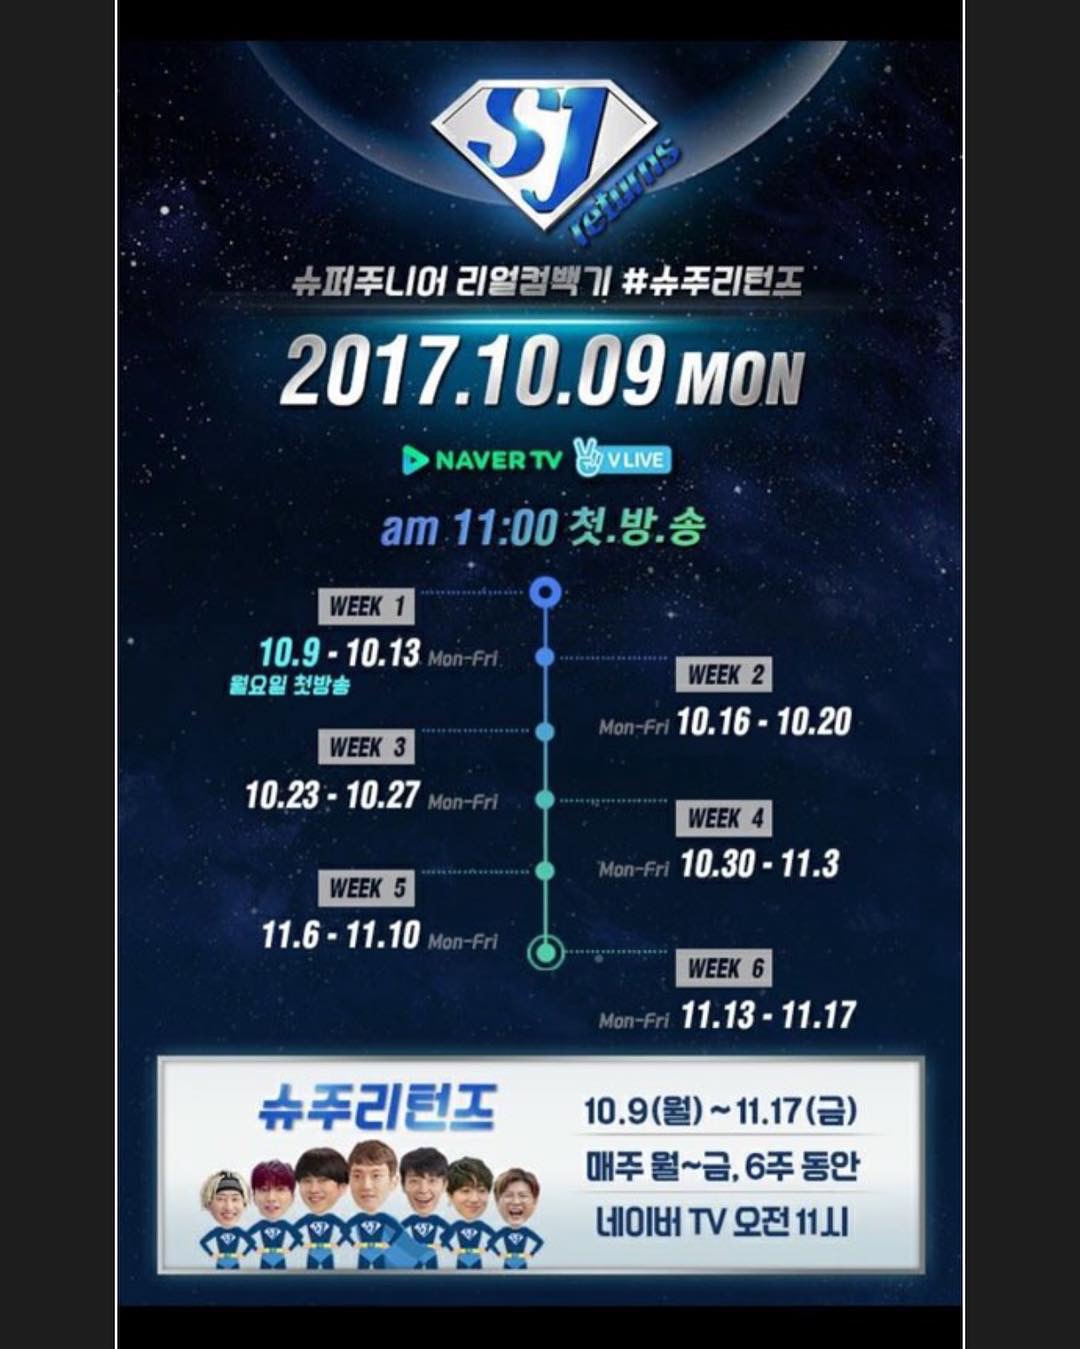 SJ
returns
슈퍼주니어 리얼컴백기 #슈주리턴즈
2017.10.09 MON
NAVER TV V LIVE
am 11:00 첫.방.송
WEEK 1
10.9 - 10.13 Mon-Fri
월요일 첫방송
WEEK 2
Mon-Fri 10.16 - 10.20
WEEK 3
10.23 - 10.27 Mon-Fri
WEEK 4
Mon-Fri 10.30 - 11.3
WEEK 5
11.6 - 11.10 Mon-Fri
WEEK 6
Mon-Fri 11.13 - 11.17
슈주리턴즈
10.9(월) ~ 11.17(금)
매주 월~금, 6주 동안
네이버 TV 오전 11시